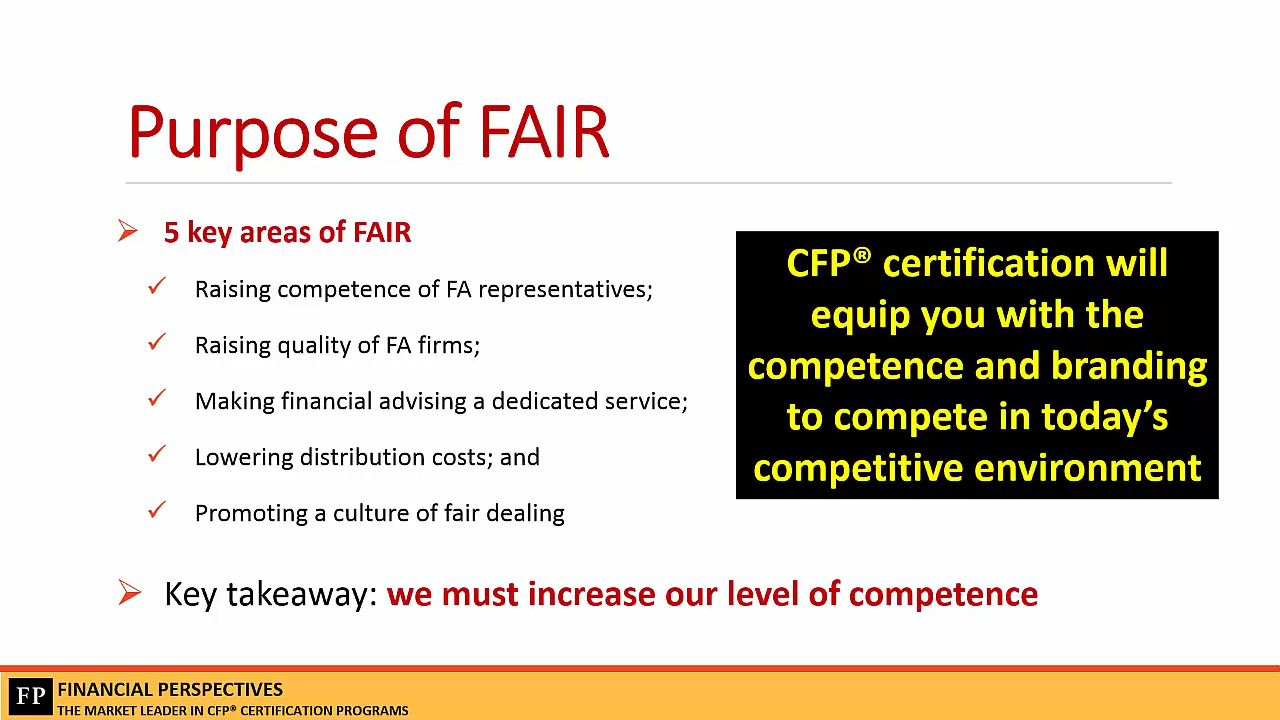 Purpose of FAIR
5 key areas of FAIR
Raising competence of FA representatives;
Raising quality of FA firms;
Making financial advising a dedicated service;
Lowering distribution costs; and
Promoting a culture of fair dealing
CFP® certification will
equip you with the
competence and branding
to compete in today’s
competitive environment
Key takeaway: we must increase our level of competence
FP
FINANCIAL PERSPECTIVES
THE MARKET LEADER IN CFP® CERTIFICATION PROGRAMS